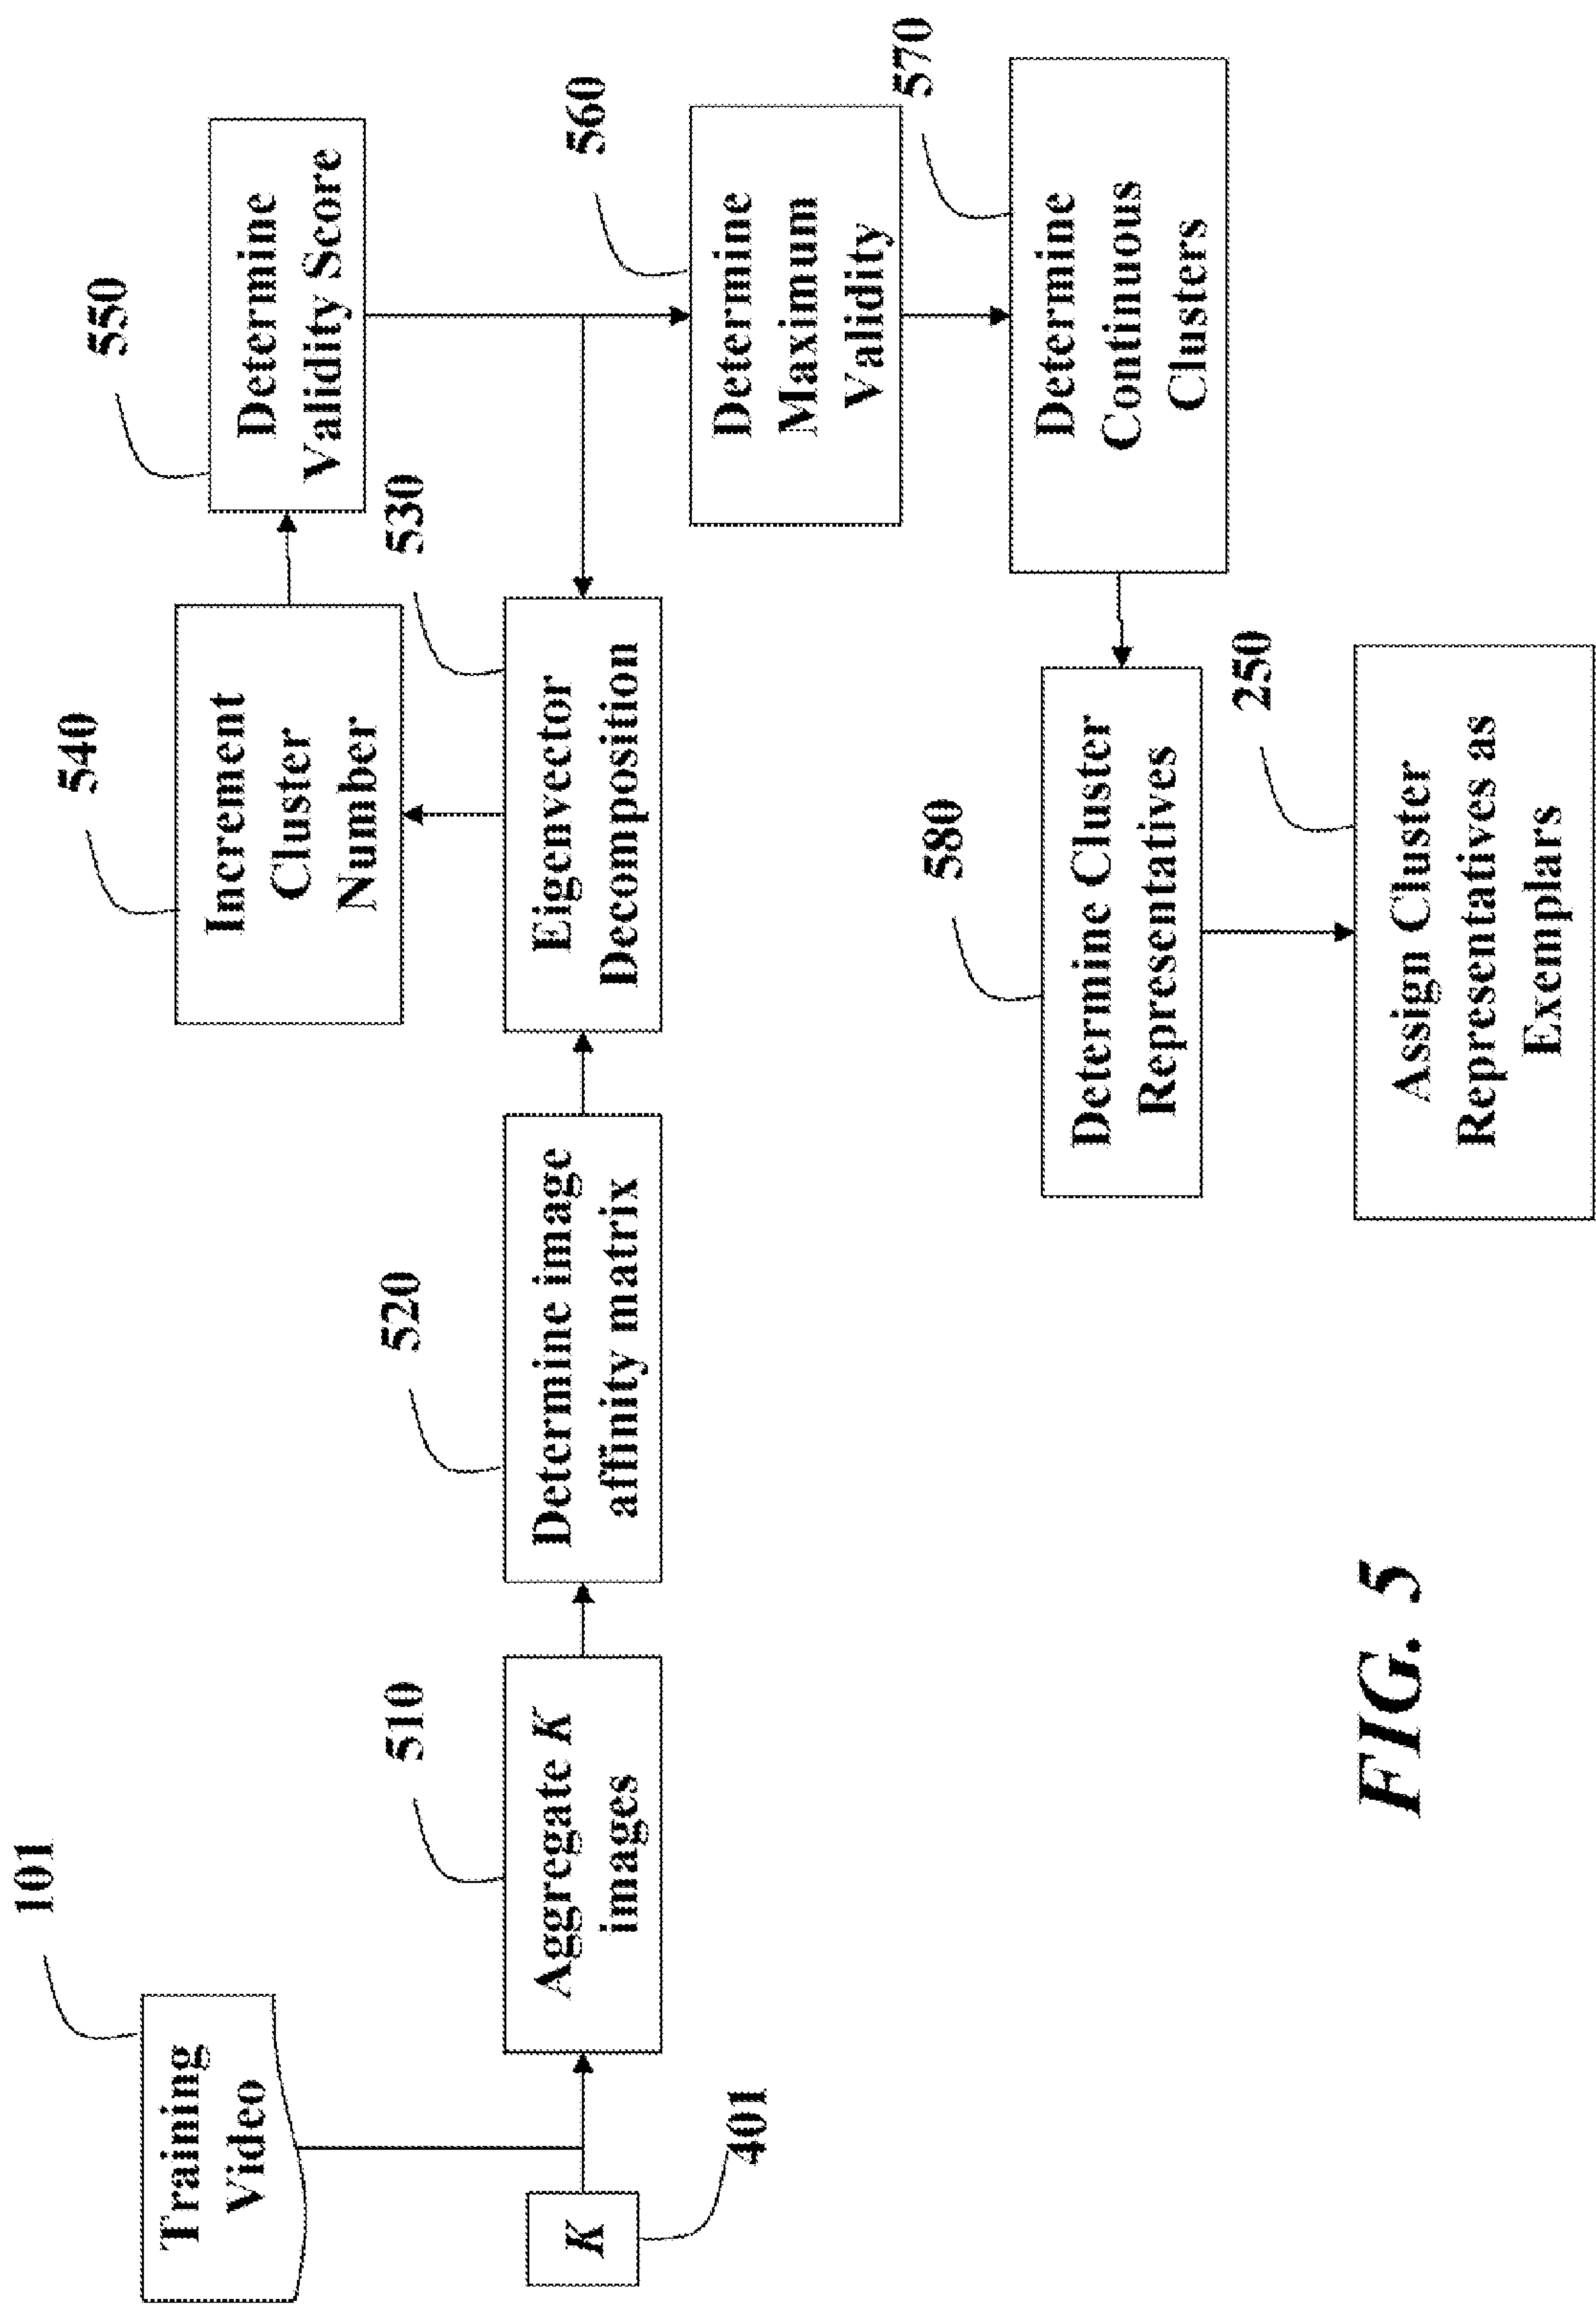 101
Training
Video
K
401
510
Aggregate K
images
520
Determine image
affinity matrix
530
Eigenvector
Decomposition
540
Increment
Cluster
Number
550
Determine
Validity Score
560
Determine
Maximum
Validity
570
Determine
Continuous
Clusters
580
Determine Cluster
Representatives
250
Assign Cluster
Representatives as
Exemplars
FIG. 5